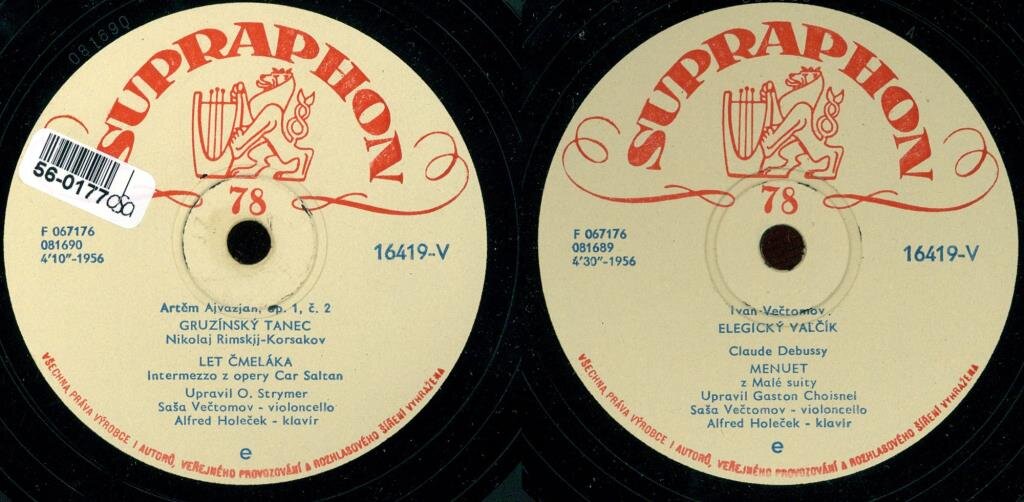 081690
SUPRAPHON
78
56-0177
F 067176
081690
4'10"-1956
16419-V
Artěm Ajvazjan, op. 1, č. 2
GRUZÍNSKÝ TANEC
Nikolaj Rimskij-Korsakov
LET ČMELÁKA
Intermezzo z opery Car Saltan
Upravil O. Strymer
Saša Večtomov - violoncello
Alfred Holeček - klavír
e
VŠECHNA PRÁVA VÝROBCE I AUTORŮ, VEŘEJNÉHO PROVOZOVÁNÍ A ROZHLASOVÉHO ŠÍŘENÍ VYHRAŽENA
SUPRAPHON
78
F 067176
081689
4'30"-1956
16419-V
Ivan Večtomov
ELEGICKÝ VALČÍK
Claude Debussy
MENUET
z Malé suity
Upravil Gaston Choisnel
Saša Večtomov - violoncello
Alfred Holeček - klavír
e
VŠECHNA PRÁVA VÝROBCE I AUTORŮ, VEŘEJNÉHO PROVOZOVÁNÍ A ROZHLASOVÉHO ŠÍŘENÍ VYHRAŽENA